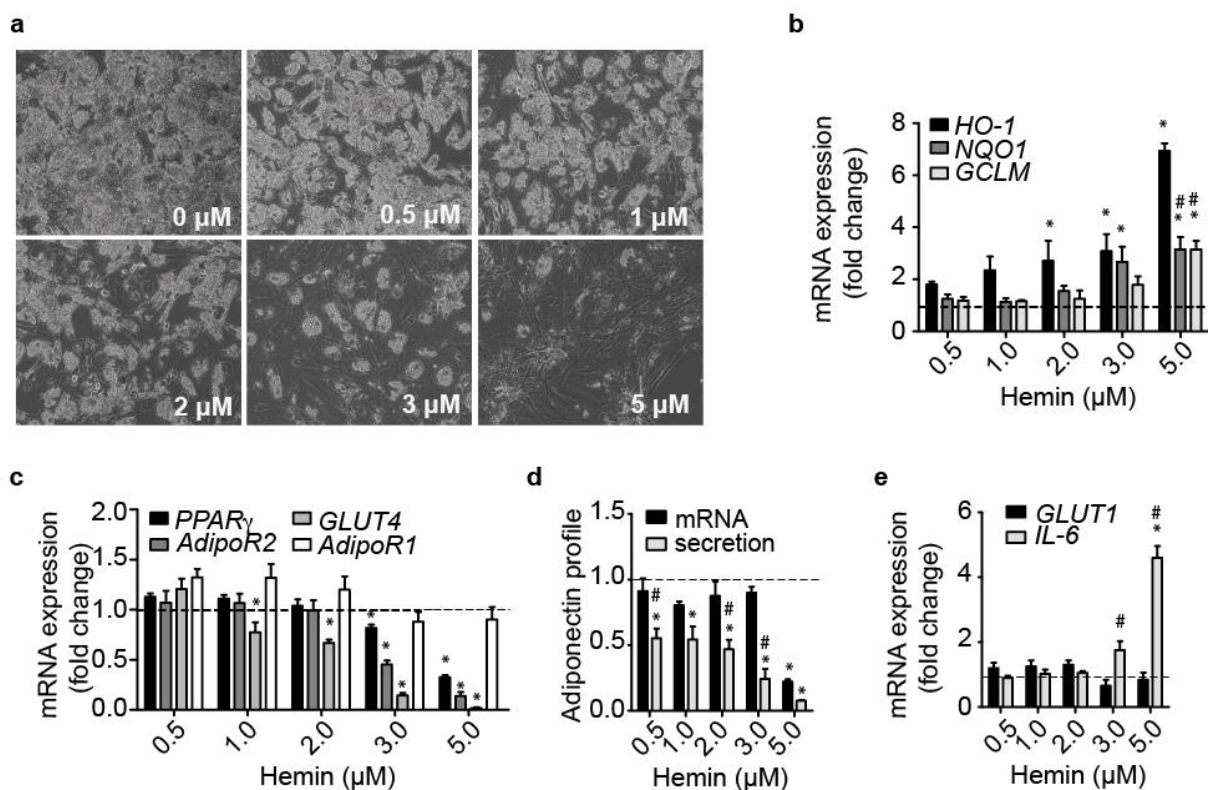 a
0 µM
0.5 µM
1 µM
2 µM
3 µM
5 µM
b
mRNA expression
(fold change)
8
6
4
2
0
HO-1
NQO1
GCLM
*
*
*
*
#
*
#
*
0.5
1.0
2.0
3.0
5.0
Hemin (µM)
c
mRNA expression
(fold change)
2.0
1.5
1.0
0.5
0.0
PPARγ
GLUT4
AdipoR2
AdipoR1
*
*
*
*
*
*
*
*
0.5
1.0
2.0
3.0
5.0
Hemin (µM)
d
Adiponectin profile
1.5
1.0
0.5
0.0
mRNA
secretion
#
*
*
#
*
#
*
*
*
0.5
1.0
2.0
3.0
5.0
Hemin (µM)
e
mRNA expression
(fold change)
6
4
2
0
GLUT1
IL-6
#
#
*
0.5
1.0
2.0
3.0
5.0
Hemin (µM)